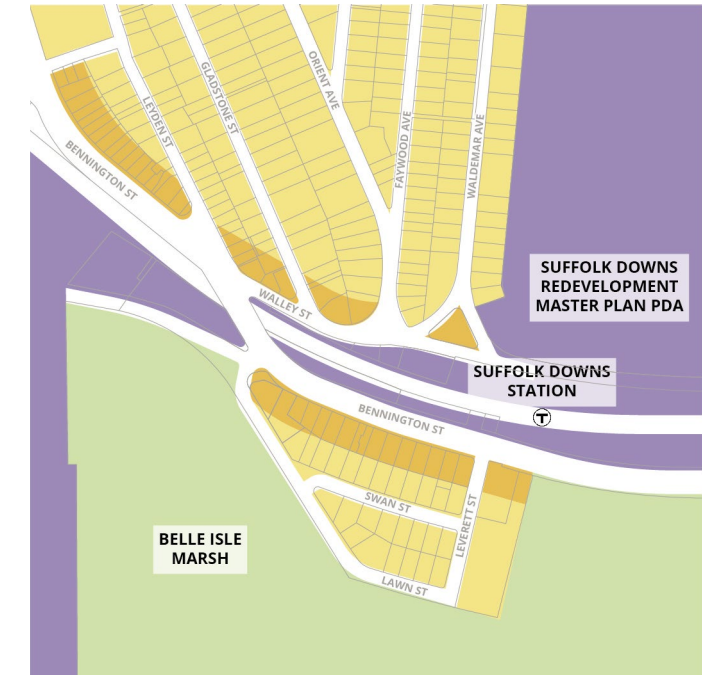 ORIENT AVE
GLADSTONE ST
LEYDEN ST
FAYWOOD AVE
WALDEMAR AVE
BENNINGTON ST
SUFFOLK DOWNS
REDEVELOPMENT
MASTER PLAN PDA
WALLEY ST
SUFFOLK DOWNS
STATION
T
BENNINGTON ST
SWAN ST
LEVERETT ST
BELLE ISLE
MARSH
LAWN ST